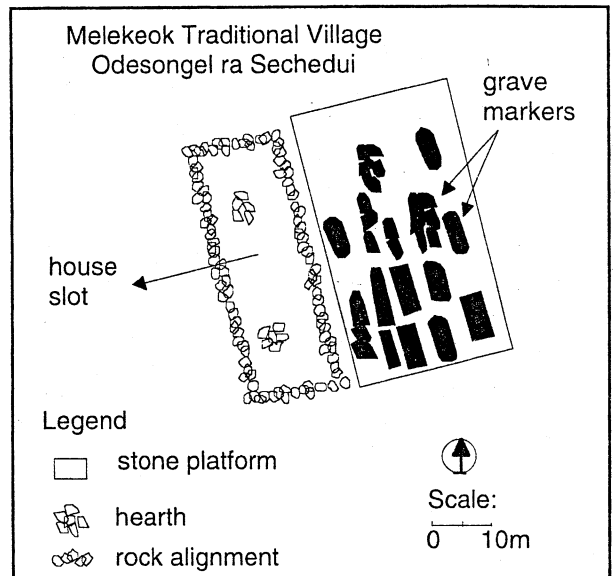 Melekeok Traditional Village
Odesongel ra Sechedui
grave
markers
house
slot
Legend
stone platform
hearth
rock alignment
Scale:
0 10m